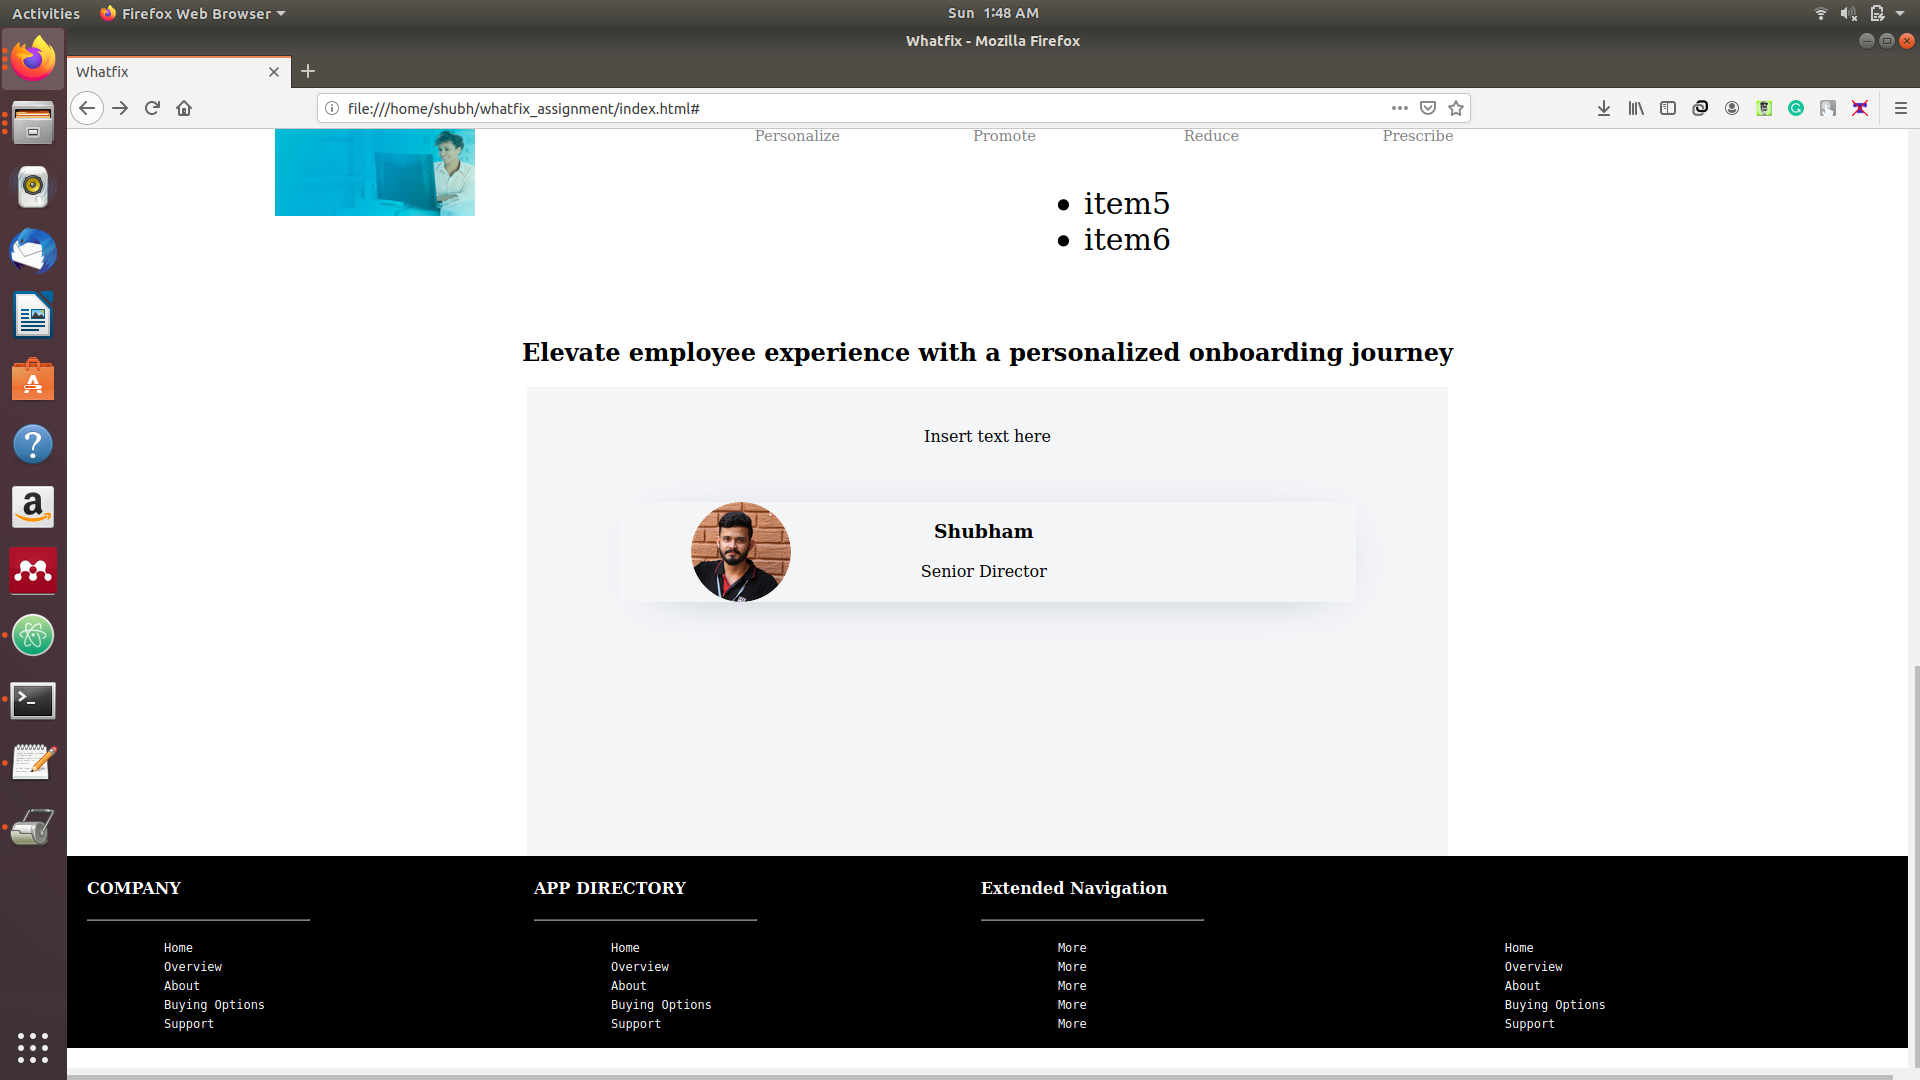 Activities Firefox Web Browser Sun 1:48 AM
Whatfix - Mozilla Firefox
Whatfix
file:///home/shubh/whatfix_assignment/index.html#
Personalize Promote Reduce Prescribe
• item5
• item6
Elevate employee experience with a personalized onboarding journey
Insert text here
Shubham
Senior Director
COMPANY APP DIRECTORY Extended Navigation
Home Home More Home
Overview Overview More Overview
About About More About
Buying Options Buying Options More Buying Options
Support Support More Support